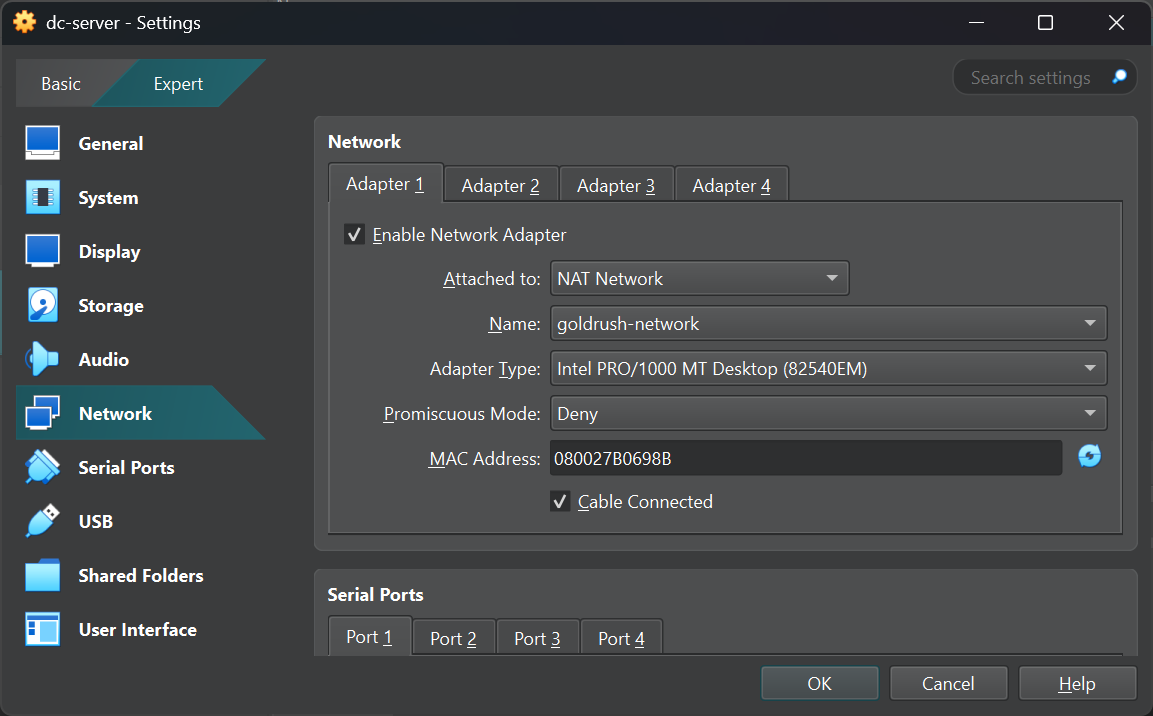 dc-server - Settings
Basic
Expert
Search settings
General
System
Display
Storage
Audio
Network
Serial Ports
USB
Shared Folders
User Interface
Network
Adapter 1
Adapter 2
Adapter 3
Adapter 4
Enable Network Adapter
Attached to: NAT Network
Name: goldrush-network
Adapter Type: Intel PRO/1000 MT Desktop (82540EM)
Promiscuous Mode: Deny
MAC Address: 080027B0698B
Cable Connected
Serial Ports
Port 1
Port 2
Port 3
Port 4
OK
Cancel
Help